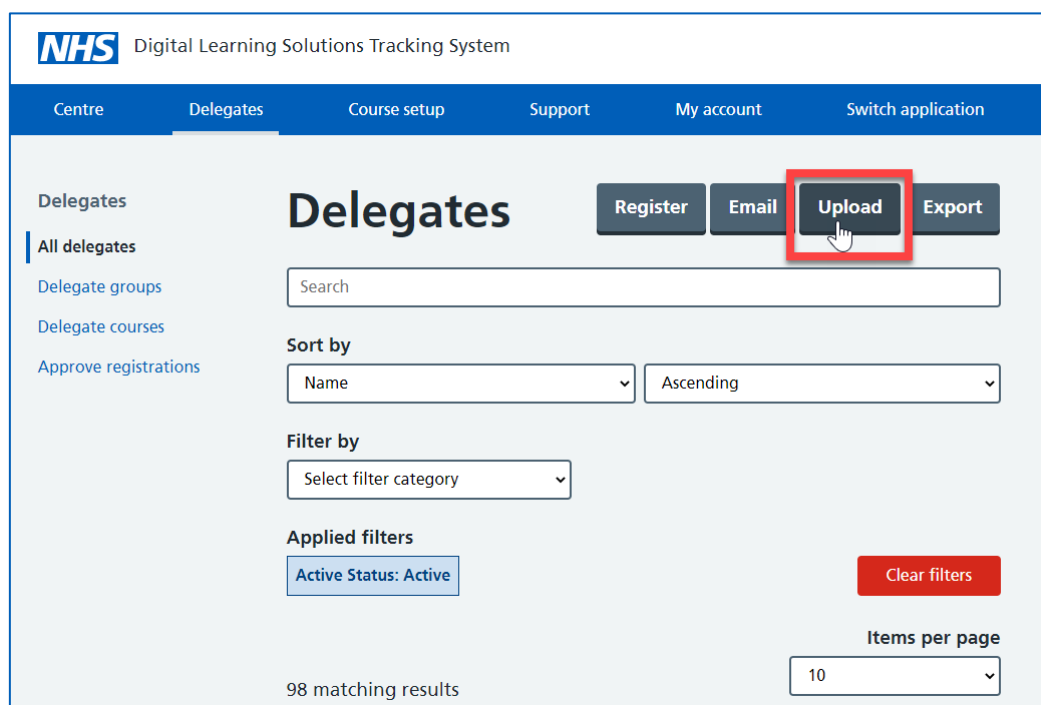 NHS Digital Learning Solutions Tracking System
Centre Delegates Course setup Support My account Switch application
Delegates
All delegates
Delegate groups
Delegate courses
Approve registrations
Delegates
Register Email Upload Export
Search
Sort by
Name Ascending
Filter by
Select filter category
Applied filters
Active Status: Active Clear filters
Items per page
10
98 matching results